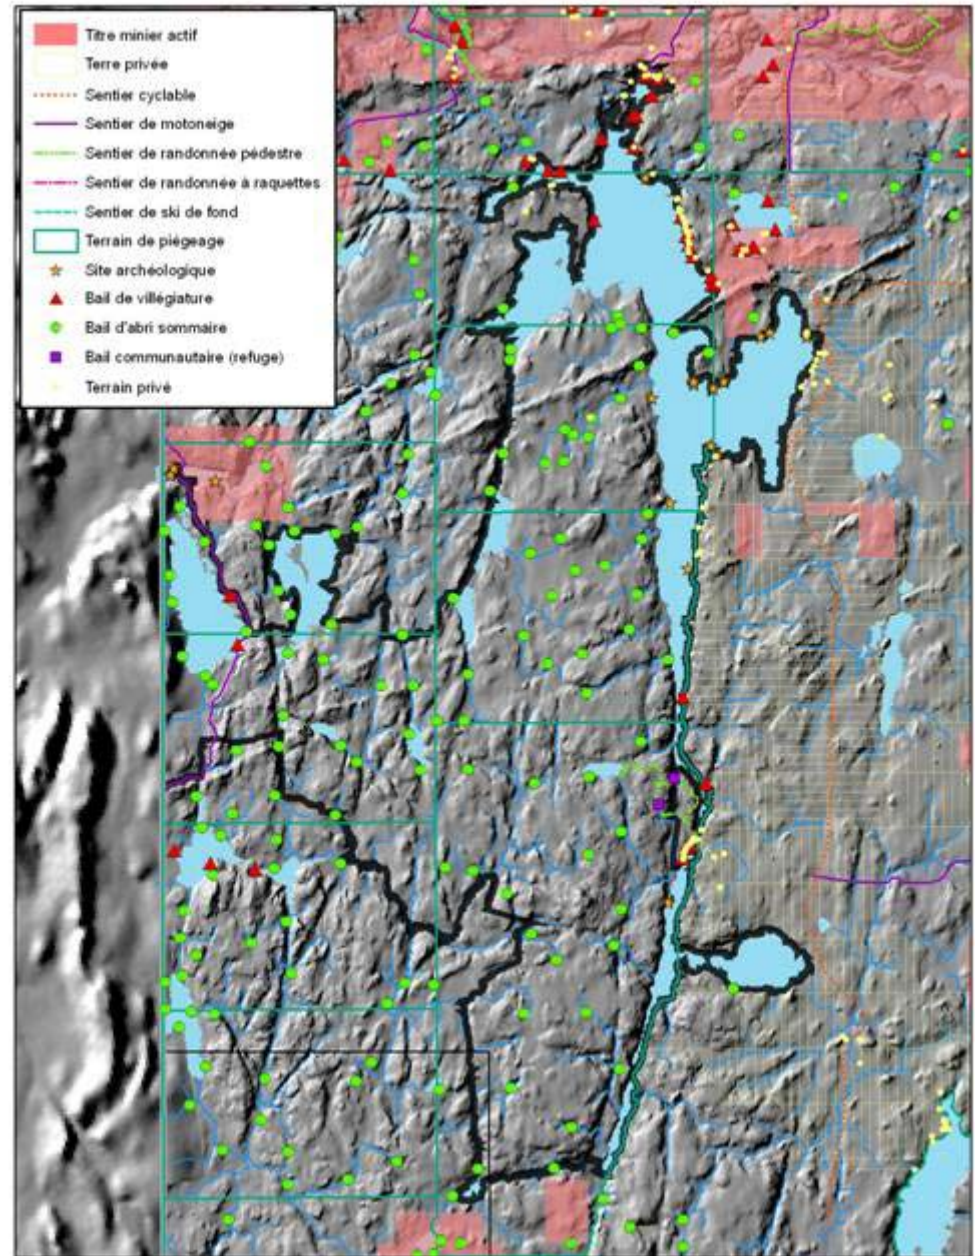 Titre minier actif
Terre privée
Sentier cyclable
Sentier de motoneige
Sentier de randonnée pédestre
Sentier de randonnée à raquettes
Sentier de ski de fond
Terrain de piégeage
Site archéologique
Bail de villégiature
Bail d'abri sommaire
Bail communautaire (refuge)
Terrain privé